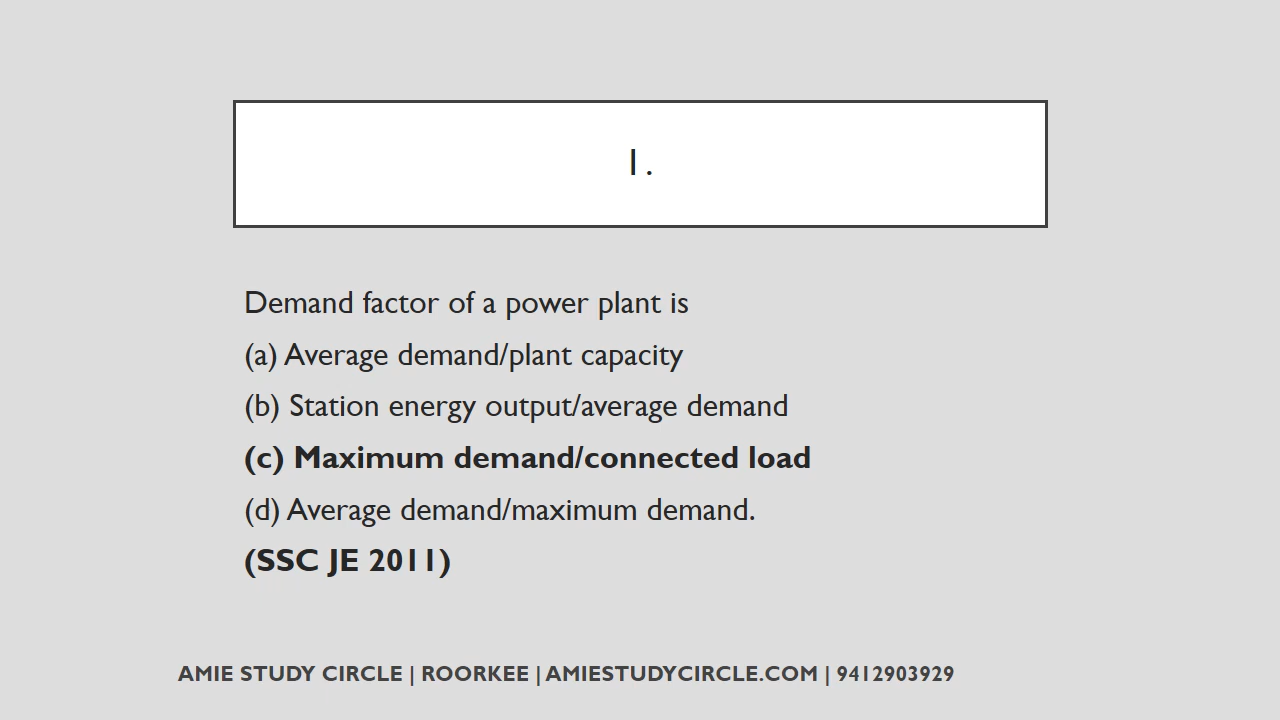 1.
Demand factor of a power plant is
(a) Average demand/plant capacity
(b) Station energy output/average demand
(c) Maximum demand/connected load
(d) Average demand/maximum demand.
(SSC JE 2011)
AMIE STUDY CIRCLE | ROORKEE | AMIESTUDYCIRCLE.COM | 9412903929